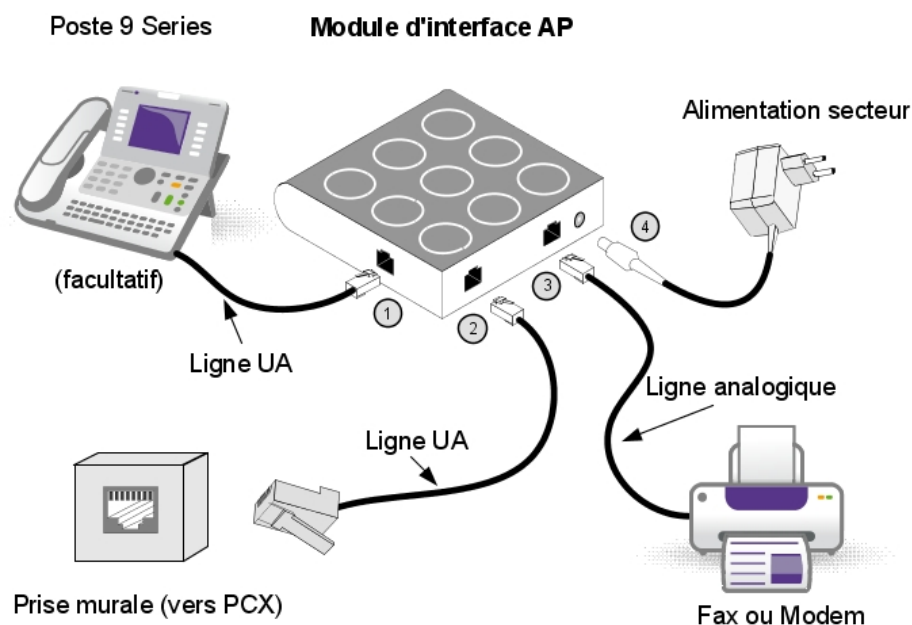 Poste 9 Series
Module d'interface AP
Alimentation secteur
(facultatif)
1
2
3
4
Ligne UA
Ligne analogique
Ligne UA
Prise murale (vers PCX)
Fax ou Modem